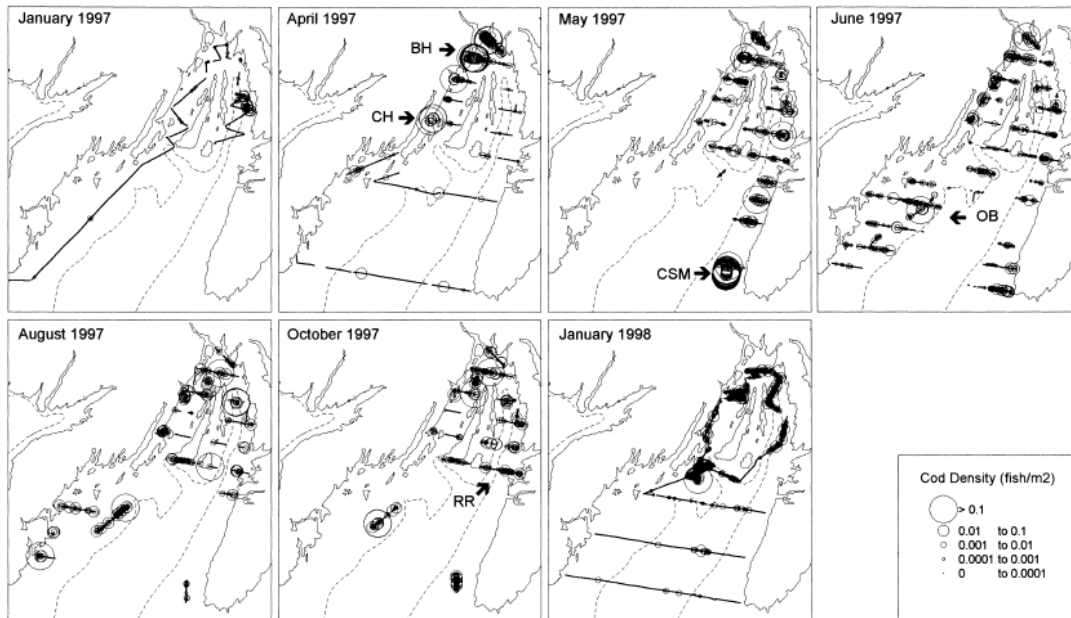 January 1997
April 1997
BH
CH
May 1997
CSM
June 1997
OB
August 1997
October 1997
RR
January 1998
Cod Density (fish/m2)
> 0.1
0.01 to 0.1
0.001 to 0.01
0.0001 to 0.001
0 to 0.0001